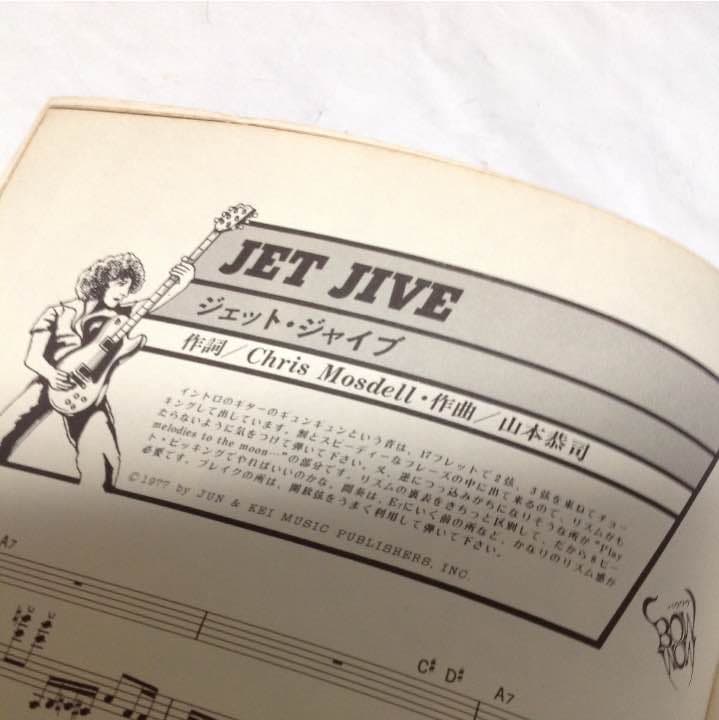 JET JIVE
ジェット・ジャイブ
作詞/Chris Mosdell・作曲/山本恭司
イントロのギターのギュンギュンという音は、17フレットで2弦、3弦を束ねてチョー
キングして出しています。割とスピーディーなフレーズの中に出て来るので、リズムがも
たらないように気をつけて弾いて下さい。又、逆につっ込みがちになりそうな所が"Play
melodies to the moon…"の部分です。リズムの裏表をきちっと区別して、だから8ビー
ト・ピッキングでやればいいのかな。間奏は、E7にいく前の所など、かなりのリズム感が
必要です。ブレイクの所は、開放弦をうまく利用して弾いて下さい。
©1977 by JUN & KEI MUSIC PUBLISHERS, INC.
バウワウ
BOW WOW
A7
C# D# A7